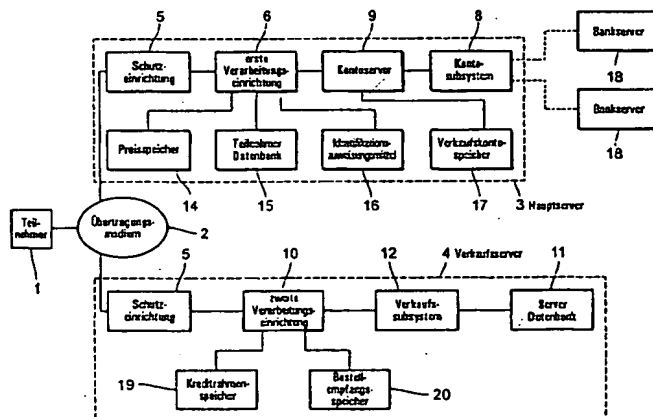 5
6
9
8
Schutz-
einrichtung
erste
Verarbeitungs-
einrichtung
Kontoserver
Konto-
subsystem
Bankserver
18
Bankserver
18
Preisspeicher
Teilnehmer
Datenbank
Identifikations-
zuweisungsmittel
Verkaufskonto-
speicher
14
15
16
17
3 Hauptserver
Teil-
nehmer
1
Übertragungs-
medium
2
5
10
12
4 Verkaufsserver
11
Schutz-
einrichtung
zweite
Verarbeitungs-
einrichtung
Verkaufs-
subsystem
Server
Datenbank
19
Kreditrahmen-
speicher
Bestell-
empfangs-
speicher
20